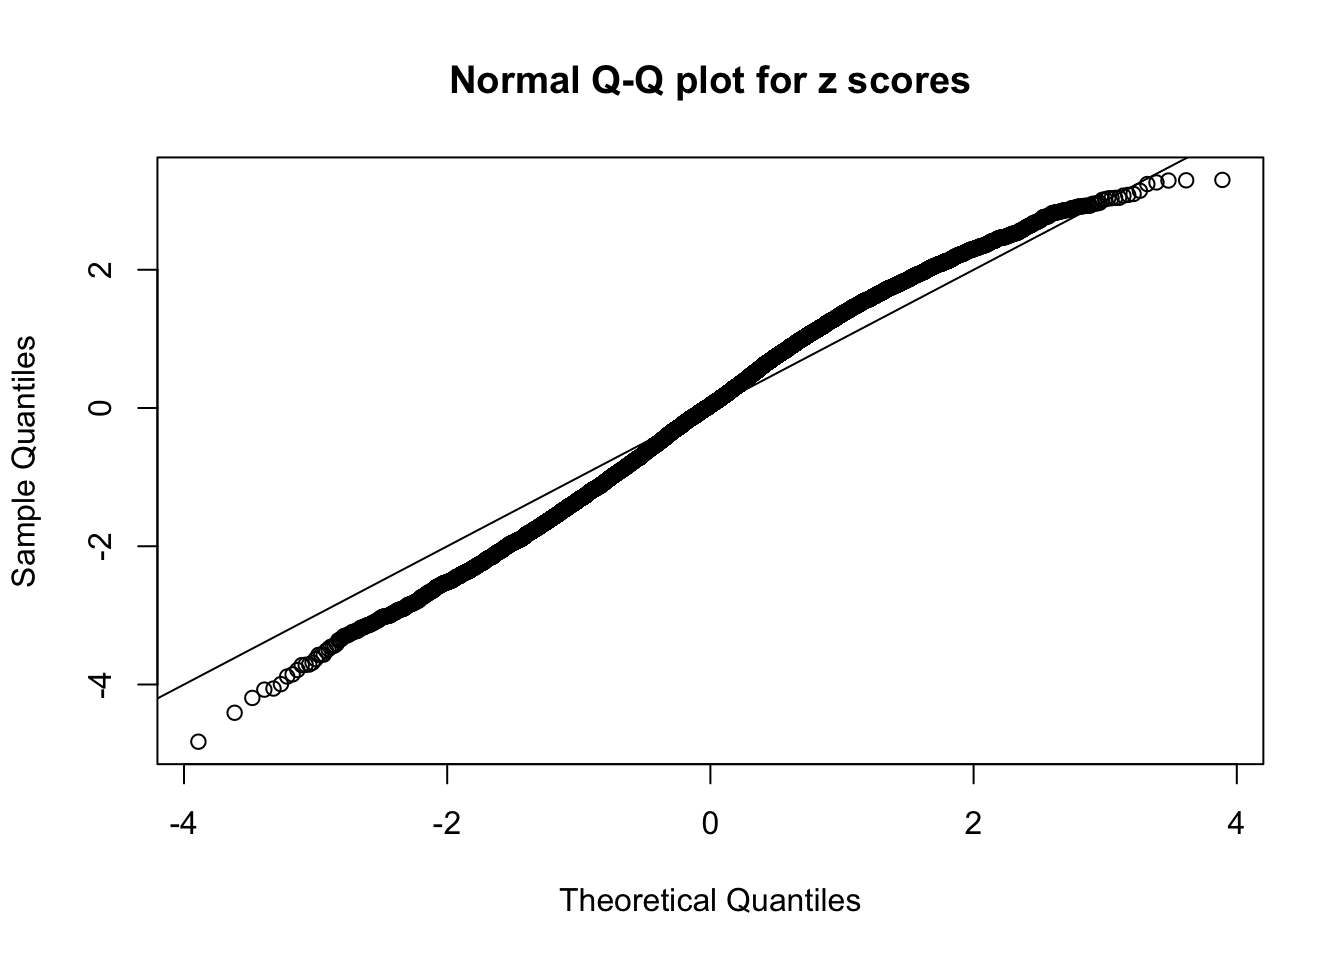 Normal Q-Q plot for z scores
Sample Quantiles
2
0
-2
-4
-4 -2 0 2 4
Theoretical Quantiles